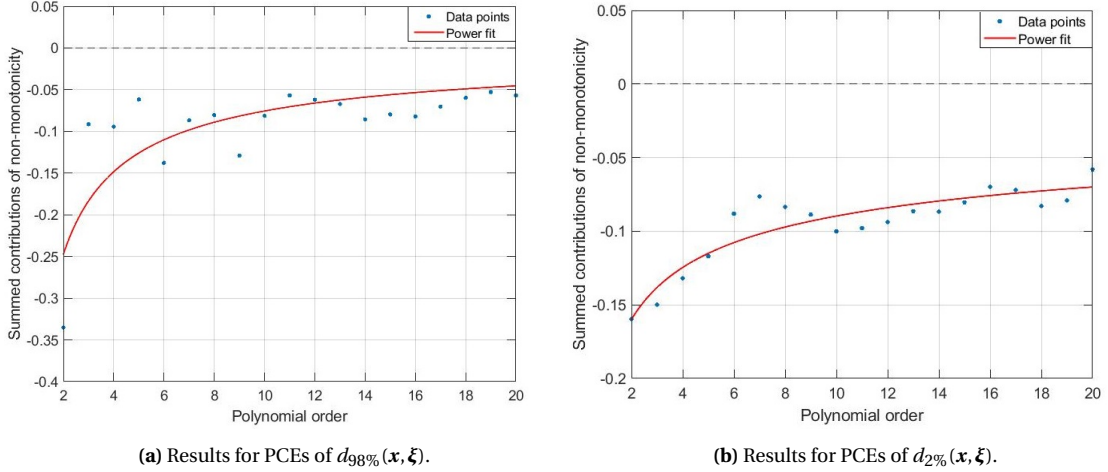 0.05
0
-0.05
-0.1
-0.15
-0.2
-0.25
-0.3
-0.35
-0.4
2 4 6 8 10 12 14 16 18 20
Summed contributions of non-monotonicity
Polynomial order
Data points
Power fit
(a) Results for PCEs of d98%(x, ξ).
0.05
0
-0.05
-0.1
-0.15
-0.2
2 4 6 8 10 12 14 16 18 20
Summed contributions of non-monotonicity
Polynomial order
Data points
Power fit
(b) Results for PCEs of d2%(x, ξ).